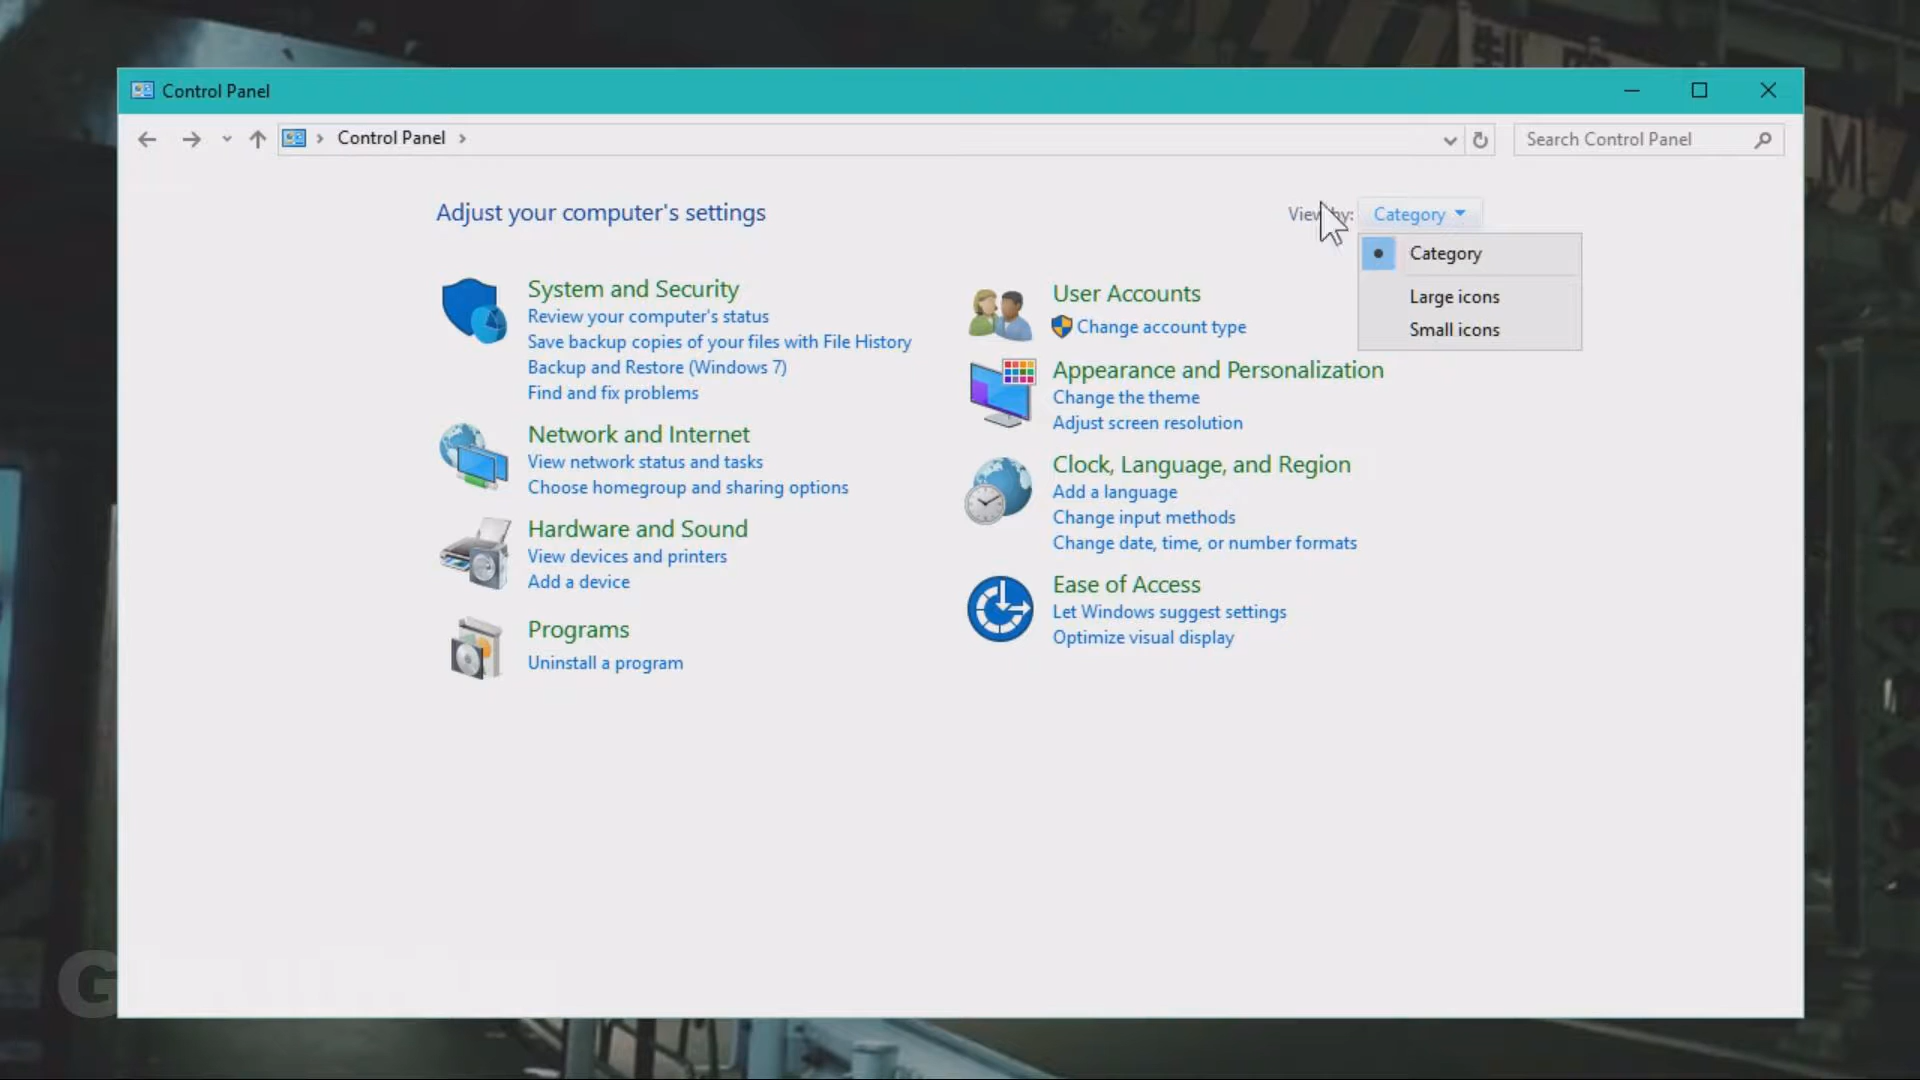 Control Panel
Control Panel
Search Control Panel
Adjust your computer's settings
View by:
Category
Category
Large icons
Small icons
System and Security
Review your computer's status
Save backup copies of your files with File History
Backup and Restore (Windows 7)
Find and fix problems
Network and Internet
View network status and tasks
Choose homegroup and sharing options
Hardware and Sound
View devices and printers
Add a device
Programs
Uninstall a program
User Accounts
Change account type
Appearance and Personalization
Change the theme
Adjust screen resolution
Clock, Language, and Region
Add a language
Change input methods
Change date, time, or number formats
Ease of Access
Let Windows suggest settings
Optimize visual display